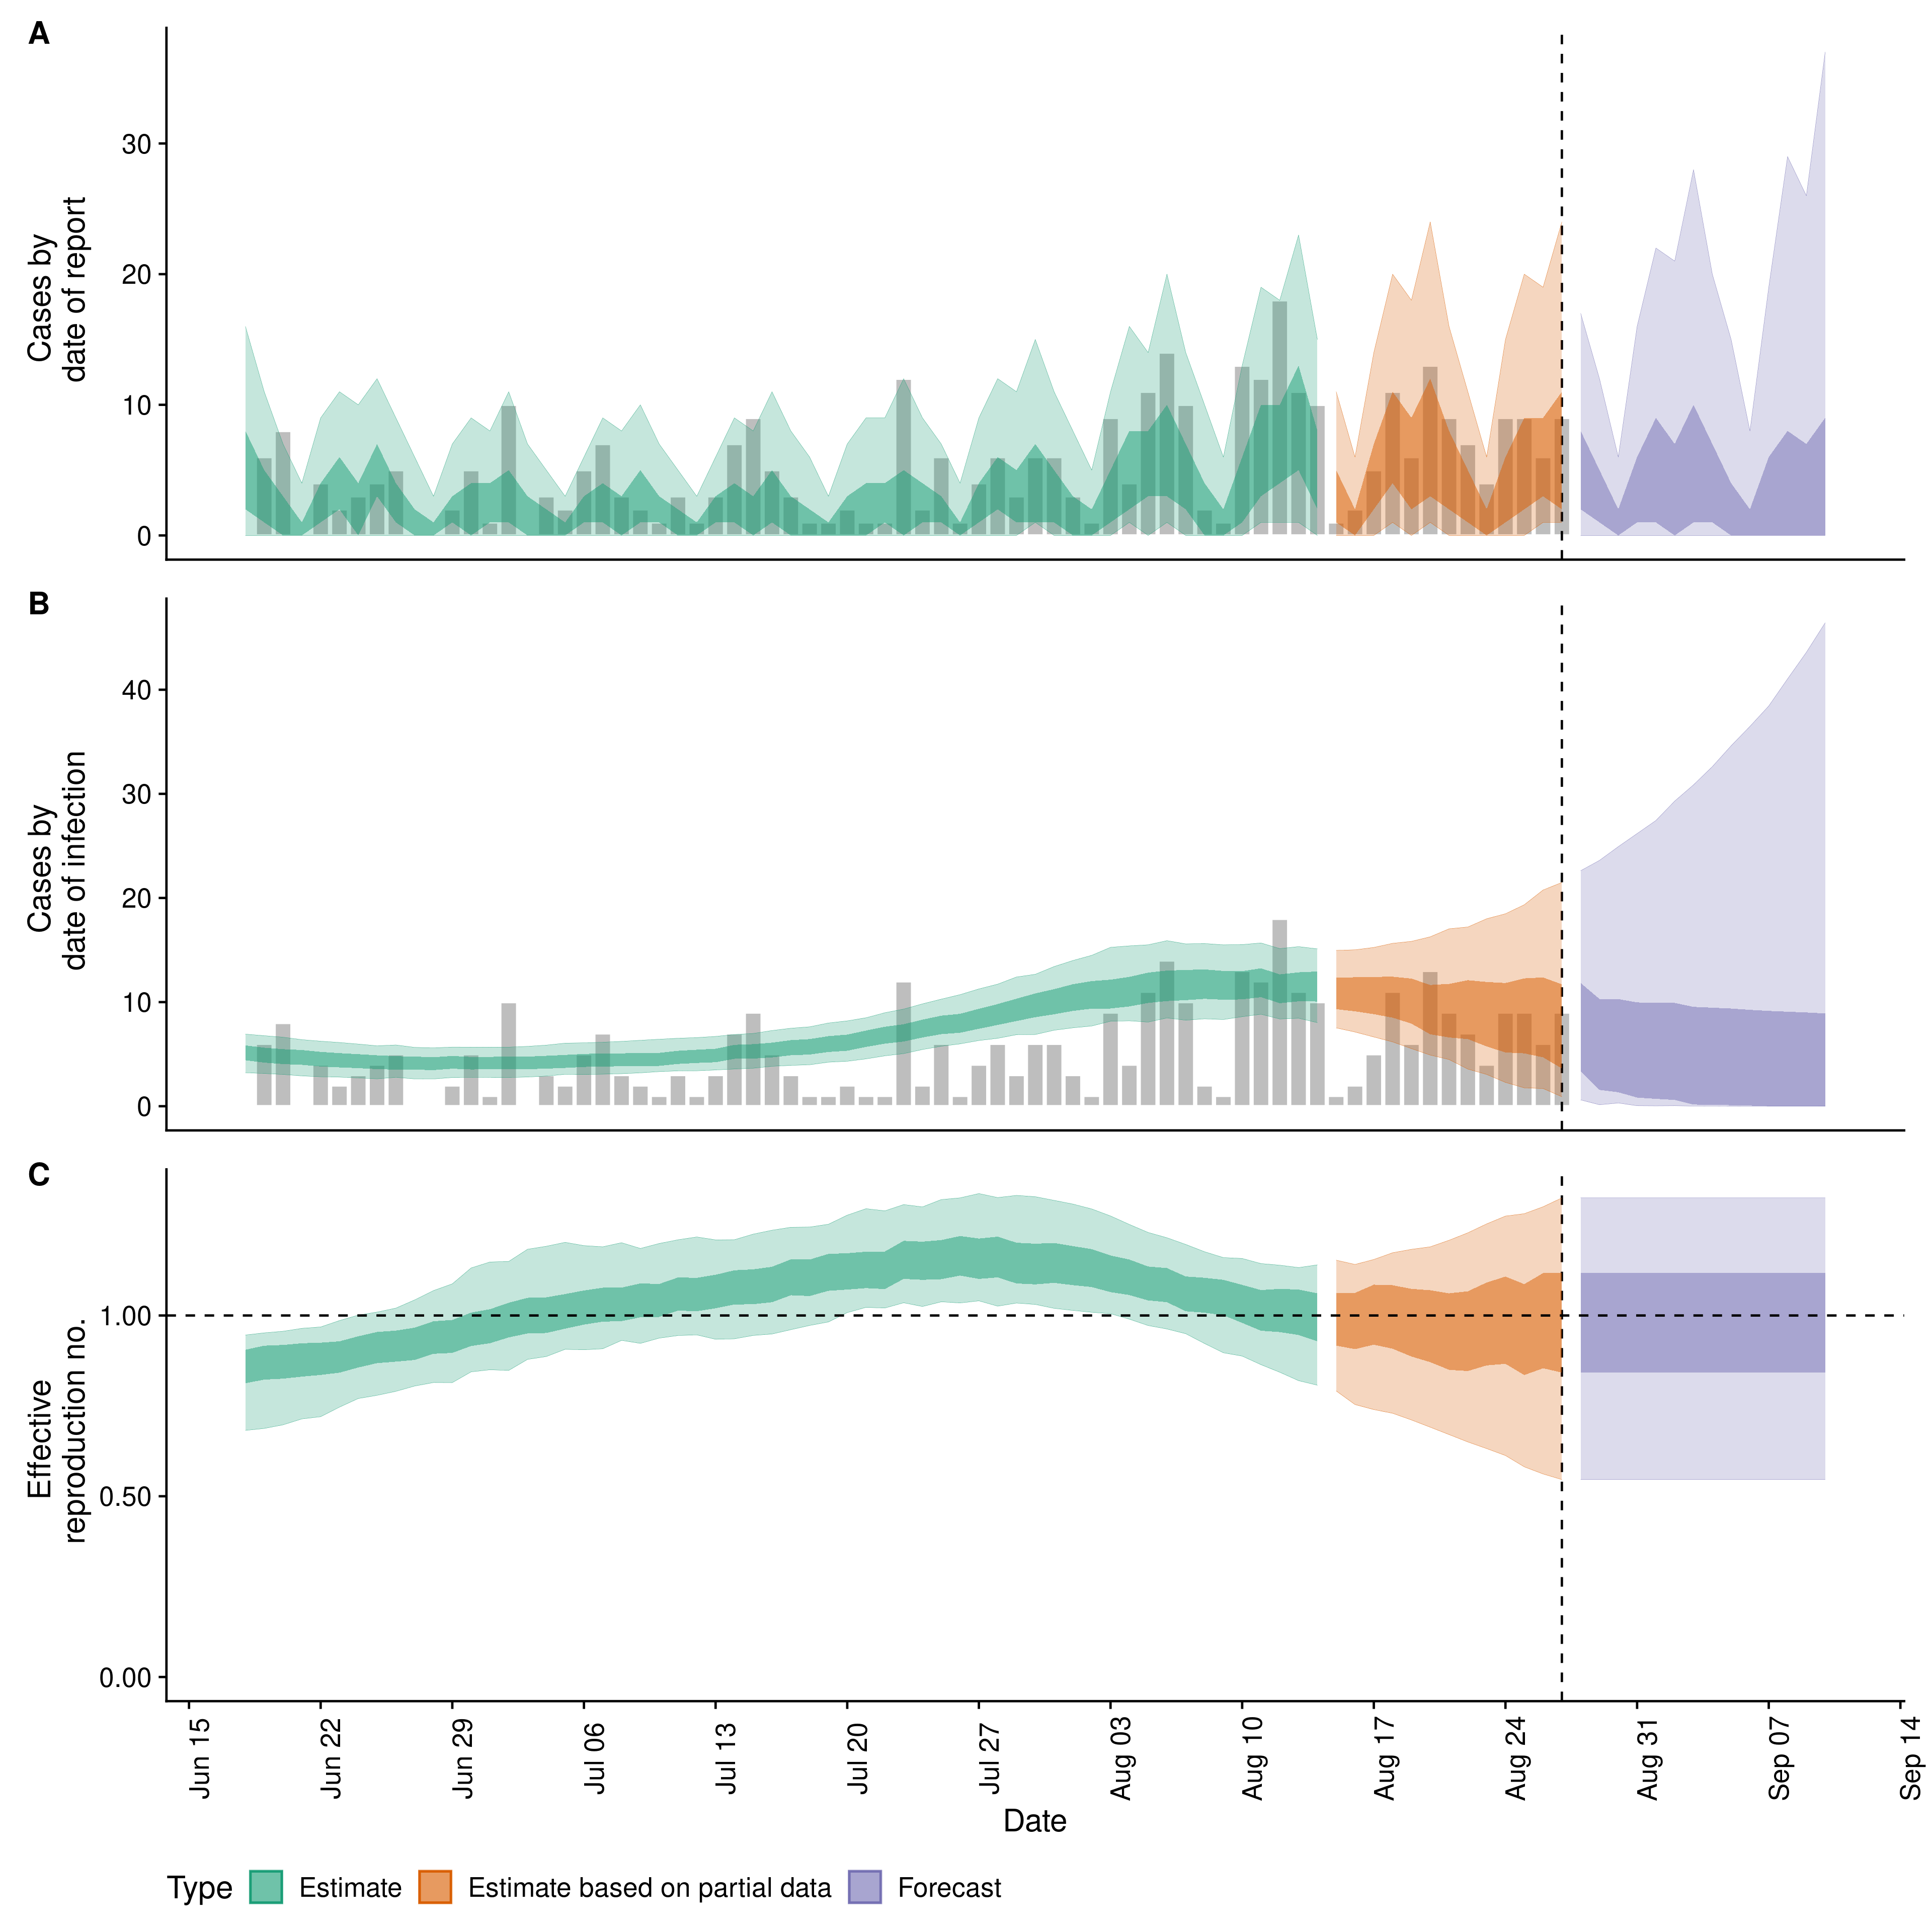 A
Cases by
date of report
30
20
10
0
B
Cases by
date of infection
40
30
20
10
0
C
Effective
reproduction no.
1.00
0.50
0.00
Jun 15
Jun 22
Jun 29
Jul 06
Jul 13
Jul 20
Jul 27
Aug 03
Aug 10
Aug 17
Aug 24
Aug 31
Sep 07
Sep 14
Date
Type Estimate Estimate based on partial data Forecast